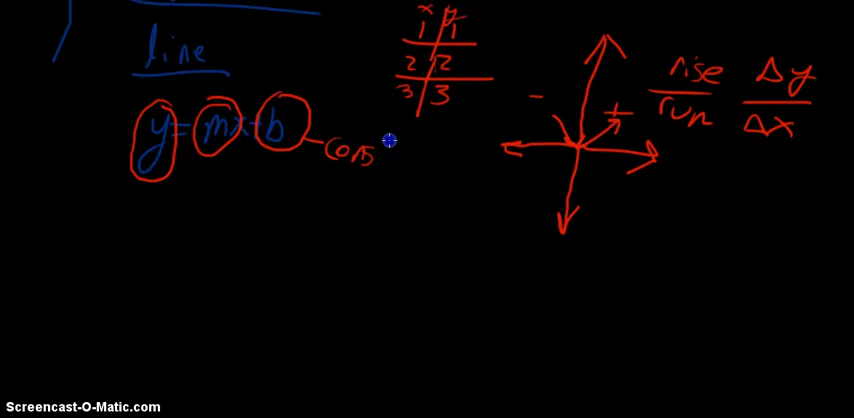 line
y = mx + b
cons
x y
1 1
2 2
3 3
-
+
rise
run
Δy
Δx
Screencast-O-Matic.com